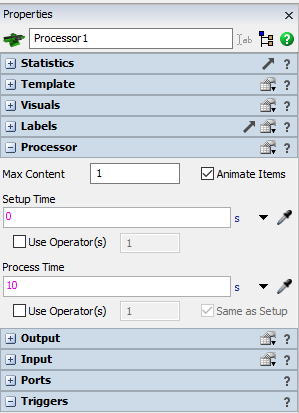 Properties
Processor1
Statistics ?
Template ?
Visuals ?
Labels ?
Processor ?
Max Content 1 Animate Items
Setup Time
0 s
Use Operator(s) 1
Process Time
10 s
Use Operator(s) 1 Same as Setup
Output ?
Input ?
Ports ?
Triggers ?